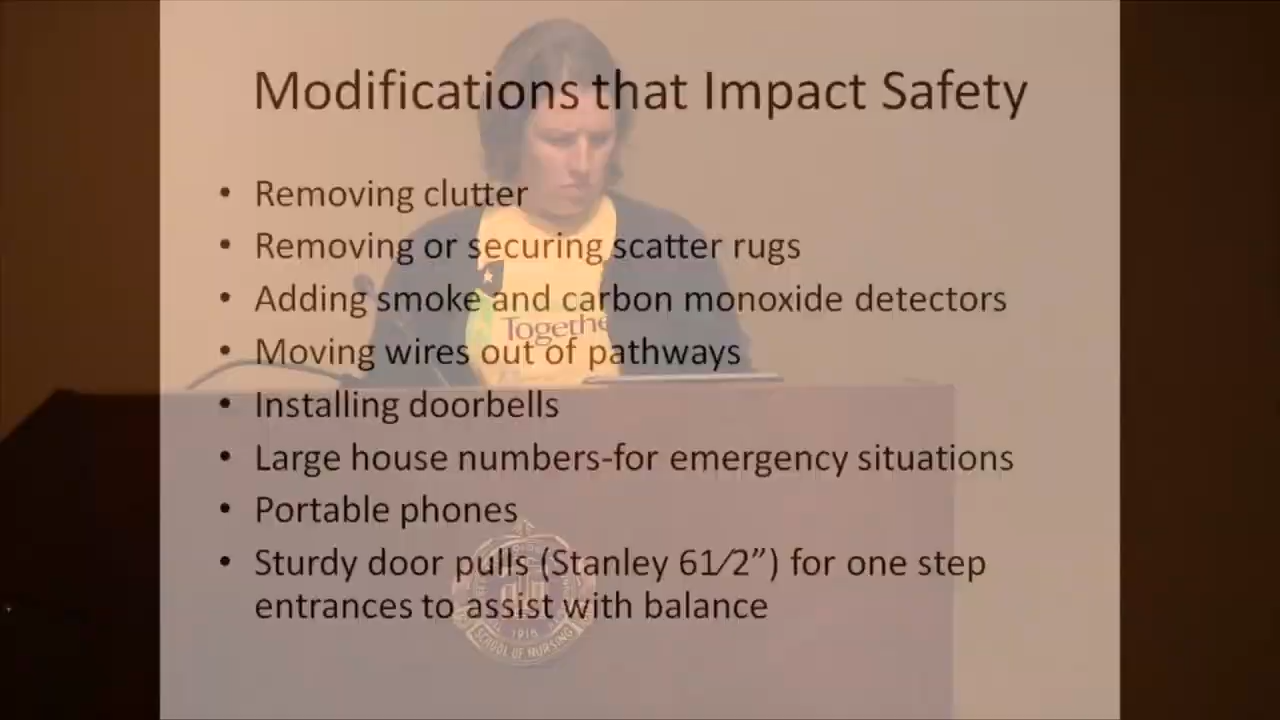 Modifications that Impact Safety
• Removing clutter
• Removing or securing scatter rugs
• Adding smoke and carbon monoxide detectors
• Moving wires out of pathways
• Installing doorbells
• Large house numbers-for emergency situations
• Portable phones
• Sturdy door pulls (Stanley 61/2”) for one step
entrances to assist with balance
Togethe
1915
SCHOOL OF NURSING